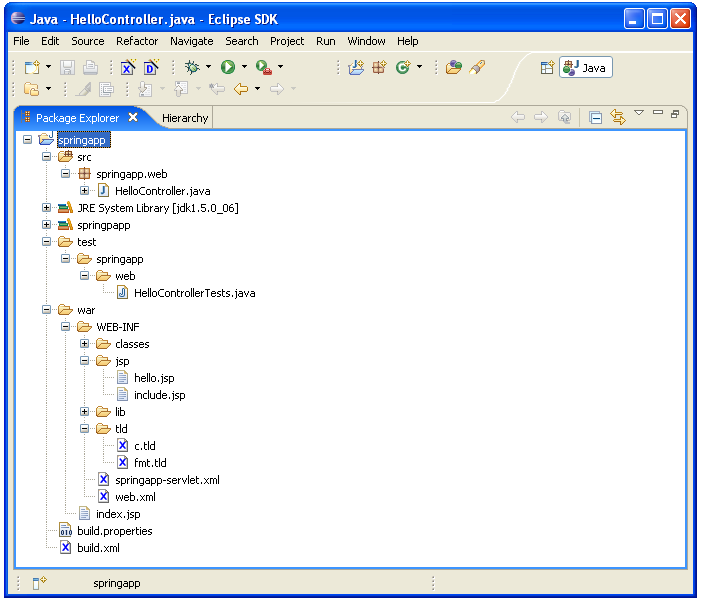 Java - HelloController.java - Eclipse SDK
File Edit Source Refactor Navigate Search Project Run Window Help
Java
Package Explorer Hierarchy
springapp
src
springapp.web
HelloController.java
JRE System Library [jdk1.5.0_06]
springpapp
test
springapp
web
HelloControllerTests.java
war
WEB-INF
classes
jsp
hello.jsp
include.jsp
lib
tld
c.tld
fmt.tld
springapp-servlet.xml
web.xml
index.jsp
build.properties
build.xml
springapp